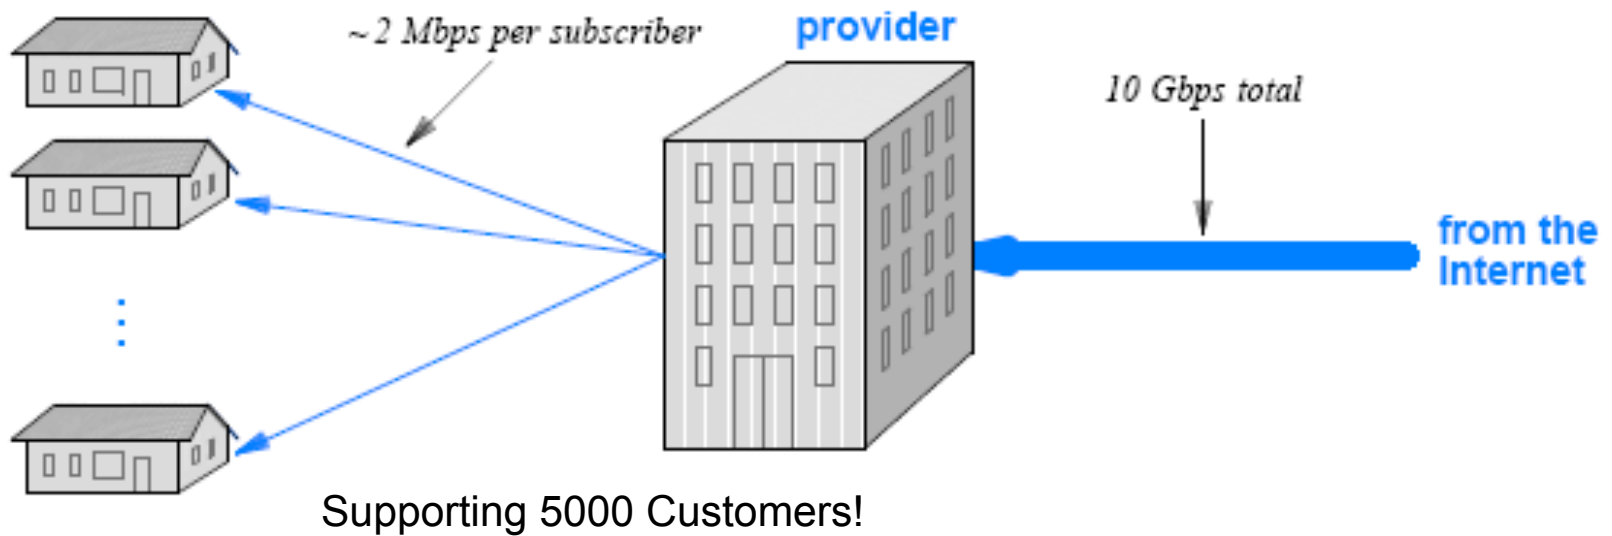 ~2 Mbps per subscriber
provider
10 Gbps total
from the
Internet
Supporting 5000 Customers!